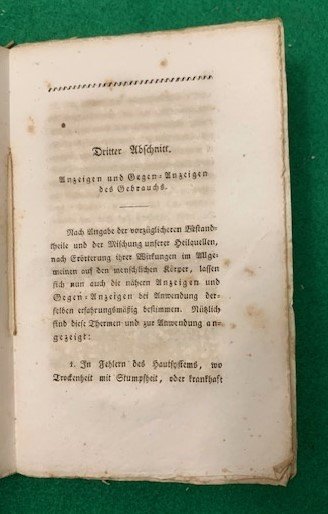 Dritter Abschnitt.
Anzeigen und Gegen-Anzeigen
des Gebrauchs.
Nach Angabe der vorzüglicheren Bestand-
theile und der Mischung unserer Heilquellen,
nach Erörterung ihrer Wirkungen im Allge-
meinen auf den menschlichen Körper, lassen
sich nun auch die nähern Anzeigen und
Gegen-Anzeigen bei Anwendung der-
selben erfahrungsmäßig bestimmen. Nützlich
sind diese Thermen und zur Anwendung an-
gezeigt:
1. In Fehlern des Hautsystems, wo
Trockenheit mit Stumpfheit, oder krankhaft